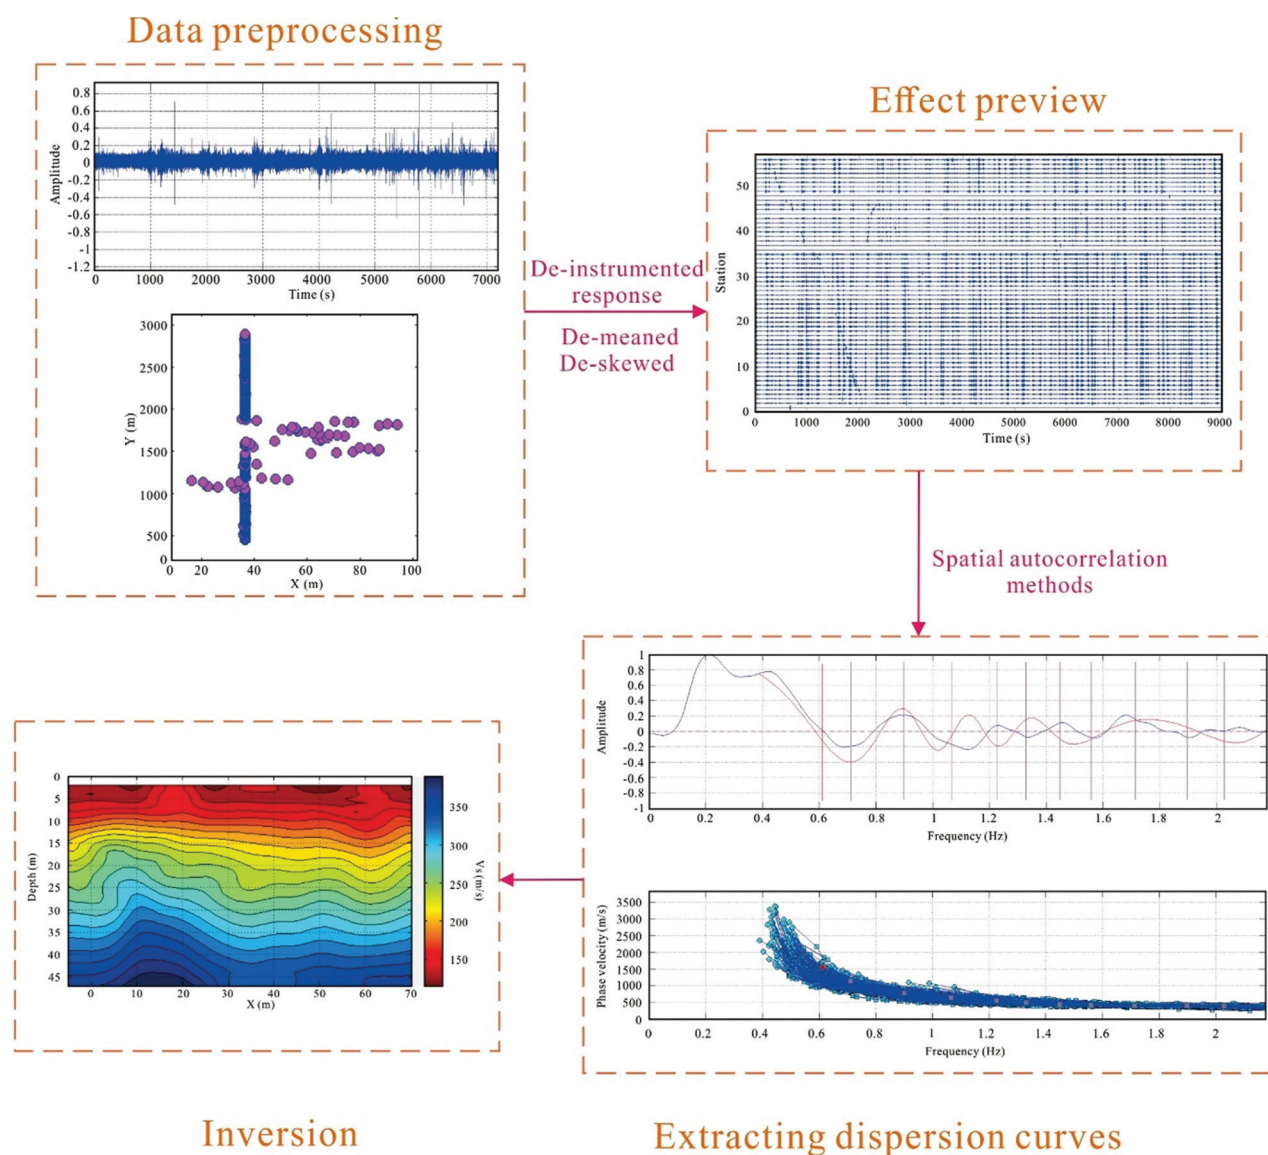 Data preprocessing
0.8
0.6
0.4
0.2
0
-0.2
-0.4
-0.6
-0.8
-1
-1.2
Amplitude
0 1000 2000 3000 4000 5000 6000 7000
Time (s)
3000
2500
2000
1500
1000
500
0
Y (m)
0 20 40 60 80 100
X (m)
De-instrumented
response
De-meaned
De-skewed
Effect preview
50
40
30
20
10
0
Station
0 1000 2000 3000 4000 5000 6000 7000 8000 9000
Time (s)
Spatial autocorrelation
methods
1
0.8
0.6
0.4
0.2
0
-0.2
-0.4
-0.6
-0.8
-1
Amplitude
0 0.2 0.4 0.6 0.8 1 1.2 1.4 1.6 1.8 2
Frequency (Hz)
3500
3000
2500
2000
1500
1000
500
0
Phase velocity (m/s)
0 0.2 0.4 0.6 0.8 1 1.2 1.4 1.6 1.8 2
Frequency (Hz)
Extracting dispersion curves
0
5
10
15
20
25
30
35
40
45
Depth (m)
0 10 20 30 40 50 60 70
X (m)
350
300
250
200
150
Vs (m/s)
Inversion